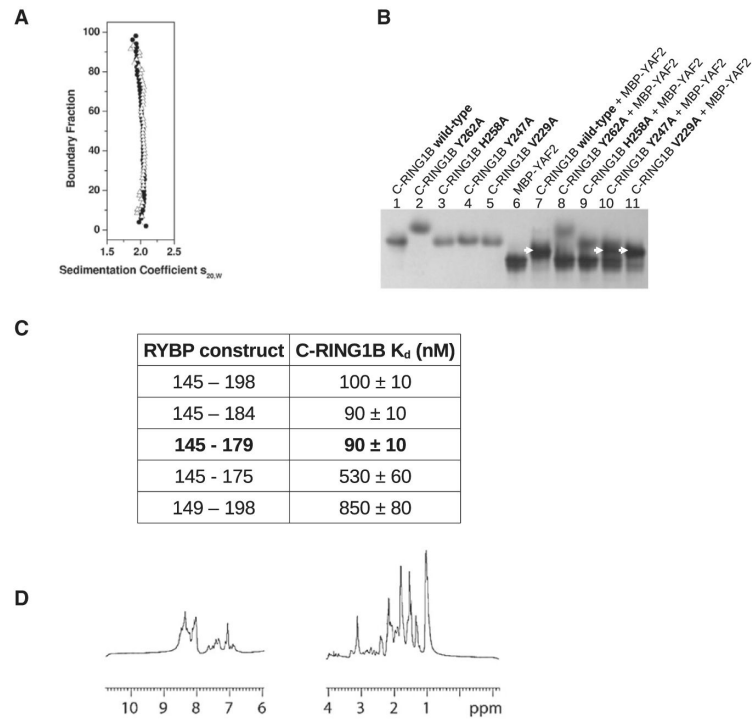 A
Boundary Fraction
100
80
60
40
20
0
1.5 2.0 2.5
Sedimentation Coefficient s20,W
B
C-RING1B wild-type
C-RING1B Y262A
C-RING1B H258A
C-RING1B Y247A
C-RING1B V229A
MBP-YAF2
C-RING1B wild-type + MBP-YAF2
C-RING1B Y262A + MBP-YAF2
C-RING1B H258A + MBP-YAF2
C-RING1B Y247A + MBP-YAF2
C-RING1B V229A + MBP-YAF2
1 2 3 4 5 6 7 8 9 10 11
C
RYBP construct C-RING1B Kd (nM)
145 – 198 100 ± 10
145 – 184 90 ± 10
145 - 179 90 ± 10
145 - 175 530 ± 60
149 – 198 850 ± 80
D
10 9 8 7 6 4 3 2 1 ppm